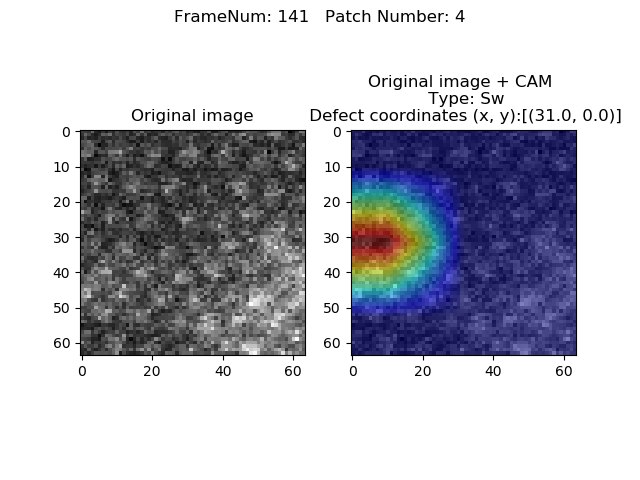 FrameNum: 141   Patch Number: 4
Original image + CAM
Type: Sw
Original image
Defect coordinates (x, y):[(31.0, 0.0)]
0
10
20
30
40
50
60
0 20 40 60
0
10
20
30
40
50
60
0 20 40 60